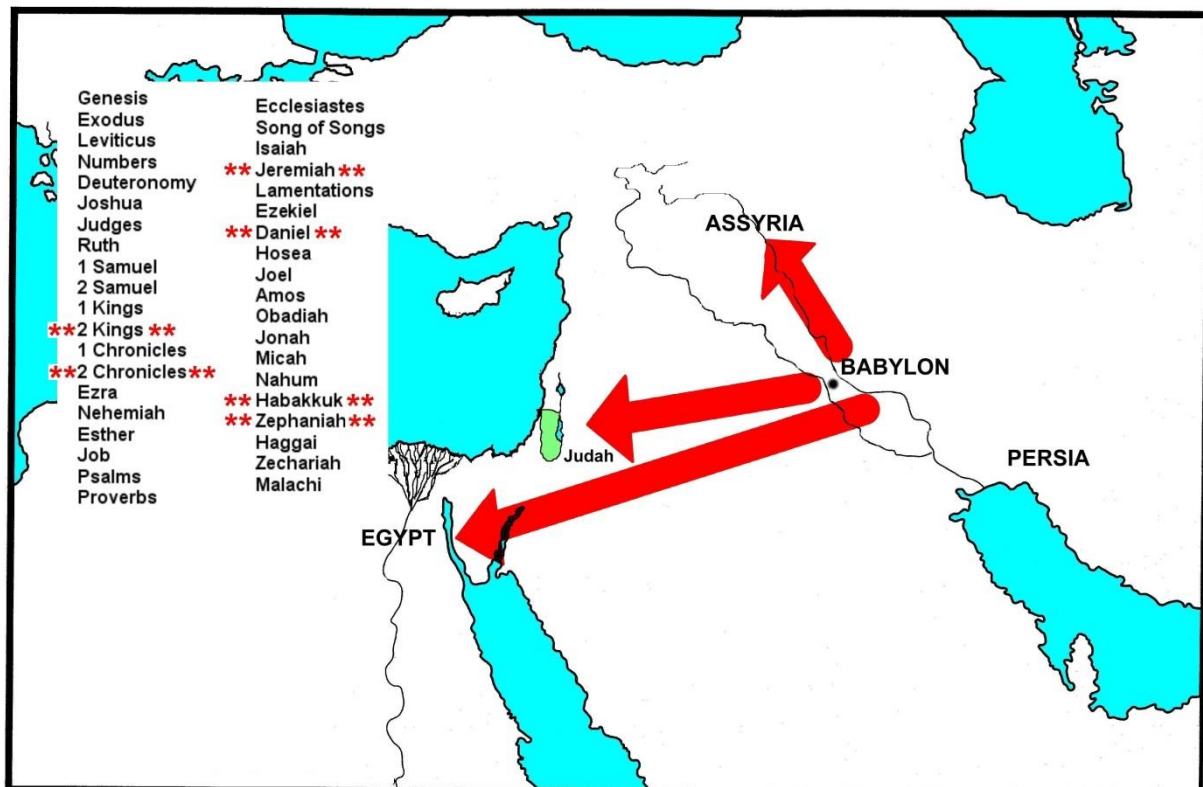 Genesis
Exodus
Leviticus
Numbers
Deuteronomy
Joshua
Judges
Ruth
1 Samuel
2 Samuel
1 Kings
**2 Kings **
1 Chronicles
**2 Chronicles**
Ezra
Nehemiah
Esther
Job
Psalms
Proverbs
Ecclesiastes
Song of Songs
Isaiah
** Jeremiah **
Lamentations
Ezekiel
** Daniel **
Hosea
Joel
Amos
Obadiah
Jonah
Micah
Nahum
** Habakkuk **
** Zephaniah **
Haggai
Zechariah
Malachi
ASSYRIA
BABYLON
Judah
PERSIA
EGYPT